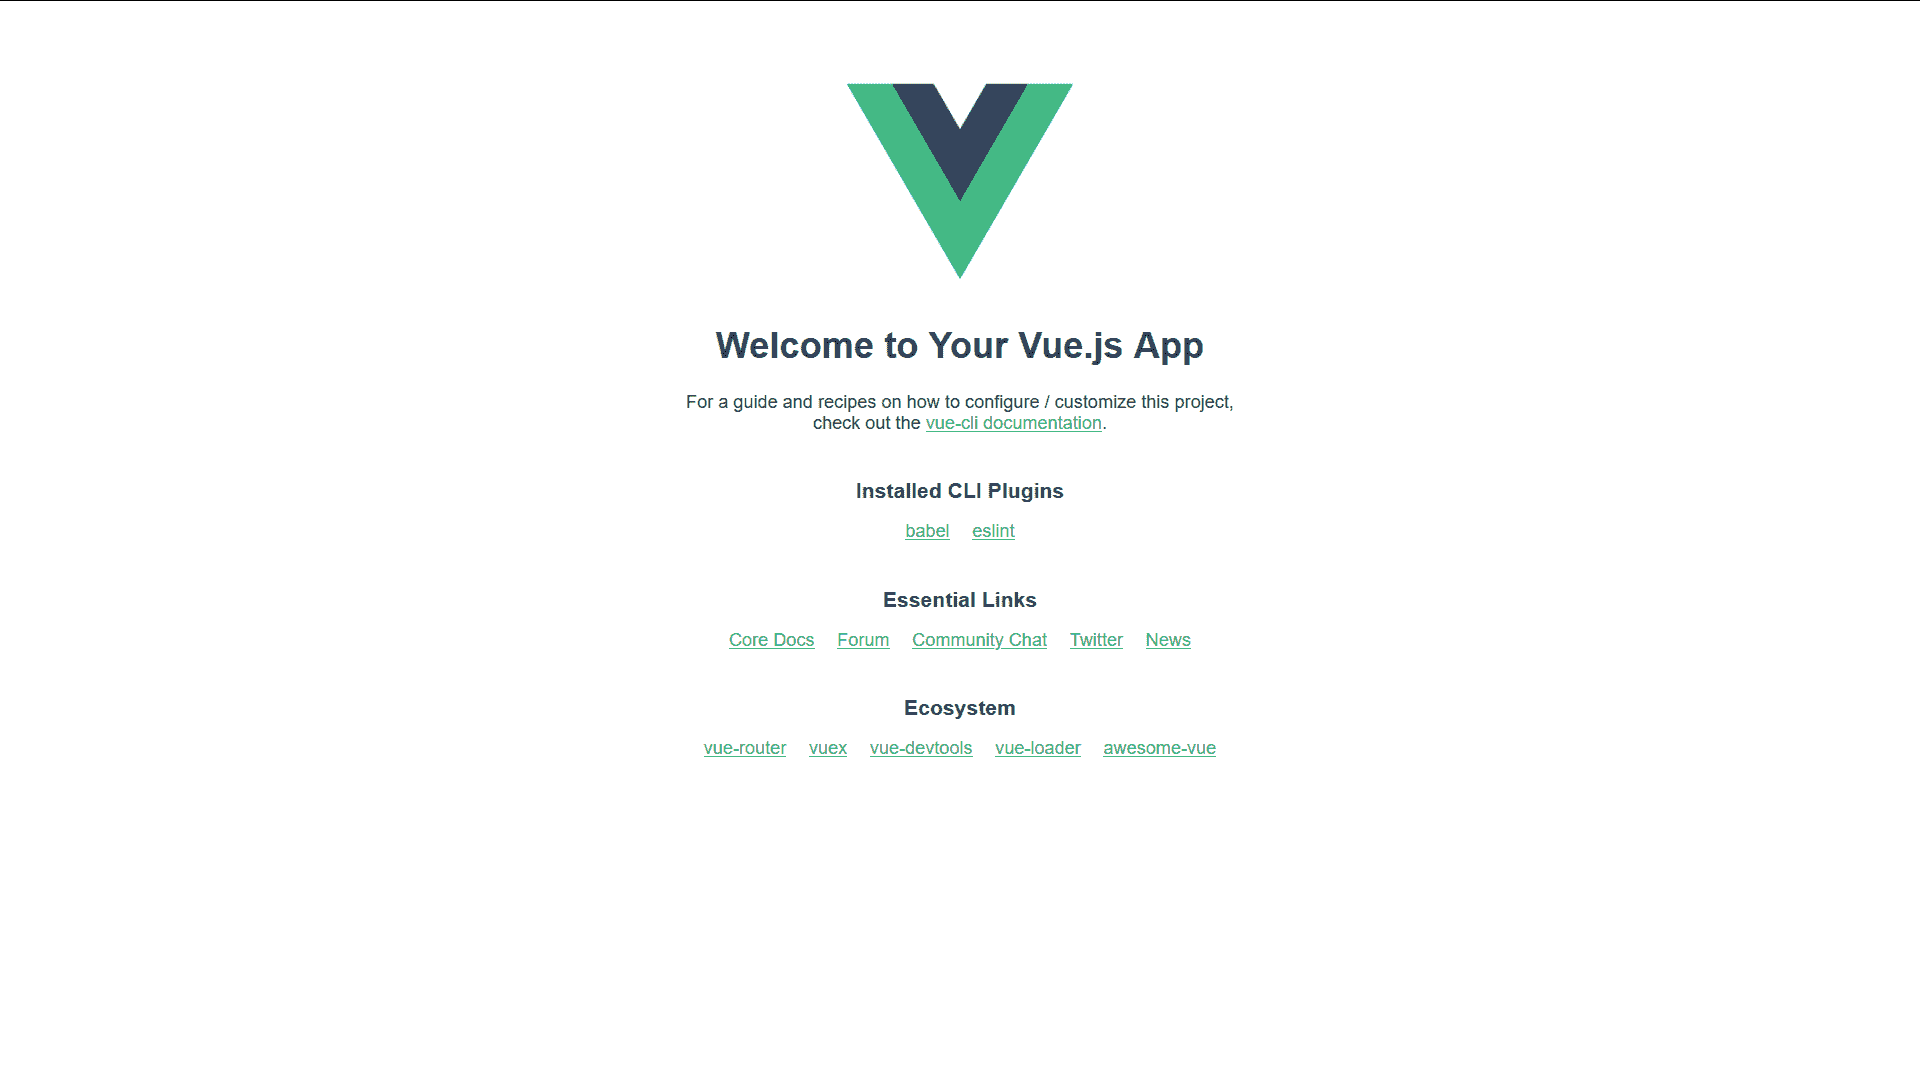 Welcome to Your Vue.js App
For a guide and recipes on how to configure / customize this project,
check out the vue-cli documentation.
Installed CLI Plugins
babel eslint
Essential Links
Core Docs Forum Community Chat Twitter News
Ecosystem
vue-router vuex vue-devtools vue-loader awesome-vue